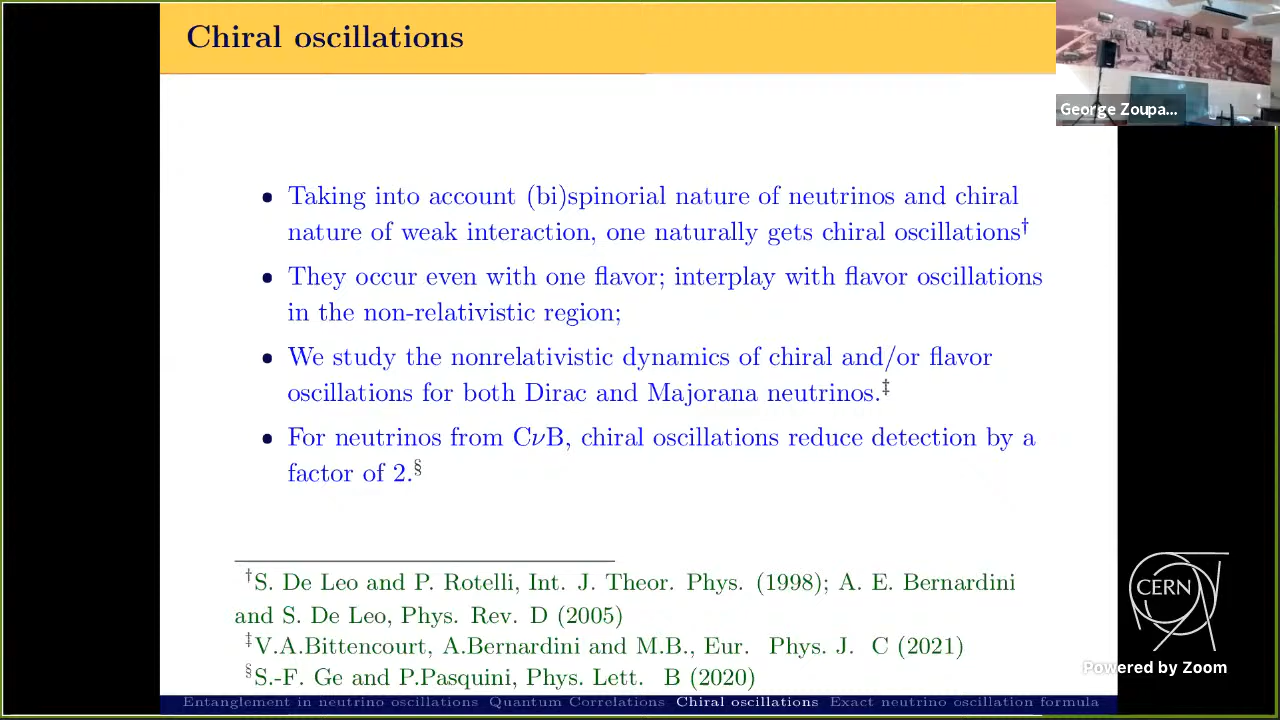 Chiral oscillations
George Zoupa...
• Taking into account (bi)spinorial nature of neutrinos and chiral
nature of weak interaction, one naturally gets chiral oscillations†
• They occur even with one flavor; interplay with flavor oscillations
in the non-relativistic region;
• We study the nonrelativistic dynamics of chiral and/or flavor
oscillations for both Dirac and Majorana neutrinos.‡
• For neutrinos from CνB, chiral oscillations reduce detection by a
factor of 2.§
†S. De Leo and P. Rotelli, Int. J. Theor. Phys. (1998); A. E. Bernardini
and S. De Leo, Phys. Rev. D (2005)
‡V.A.Bittencourt, A.Bernardini and M.B., Eur. Phys. J. C (2021)
§S.-F. Ge and P.Pasquini, Phys. Lett. B (2020)
CERN
Powered by Zoom
Entanglement in neutrino oscillations Quantum Correlations Chiral oscillations Exact neutrino oscillation formula